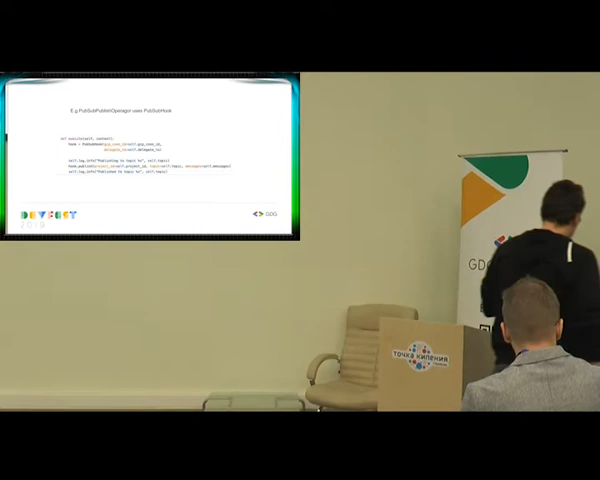 E.g PubSubPublishOperator uses PubSubHook
def execute(self, context):
hook = PubSubHook(gcp_conn_id=self.gcp_conn_id,
delegate_to=self.delegate_to)
self.log.info("Publishing to topic %s", self.topic)
hook.publish(project_id=self.project_id, topic=self.topic, messages=self.messages)
self.log.info("Published to topic %s", self.topic)
DEVFEST
2019
GDG
GDG
точка кипения